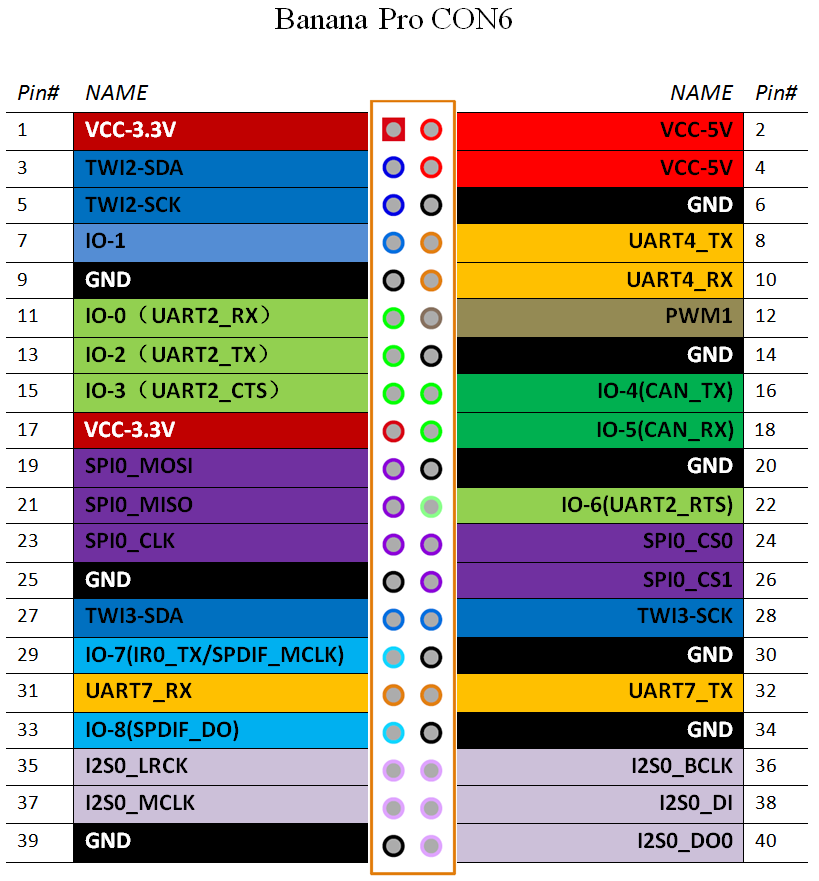 Banana Pro CON6
Pin# NAME NAME Pin#
1 VCC-3.3V VCC-5V 2
3 TWI2-SDA VCC-5V 4
5 TWI2-SCK GND 6
7 IO-1 UART4_TX 8
9 GND UART4_RX 10
11 IO-0（UART2_RX） PWM1 12
13 IO-2（UART2_TX） GND 14
15 IO-3（UART2_CTS） IO-4(CAN_TX) 16
17 VCC-3.3V IO-5(CAN_RX) 18
19 SPI0_MOSI GND 20
21 SPI0_MISO IO-6(UART2_RTS) 22
23 SPI0_CLK SPI0_CS0 24
25 GND SPI0_CS1 26
27 TWI3-SDA TWI3-SCK 28
29 IO-7(IR0_TX/SPDIF_MCLK) GND 30
31 UART7_RX UART7_TX 32
33 IO-8(SPDIF_DO) GND 34
35 I2S0_LRCK I2S0_BCLK 36
37 I2S0_MCLK I2S0_DI 38
39 GND I2S0_DO0 40